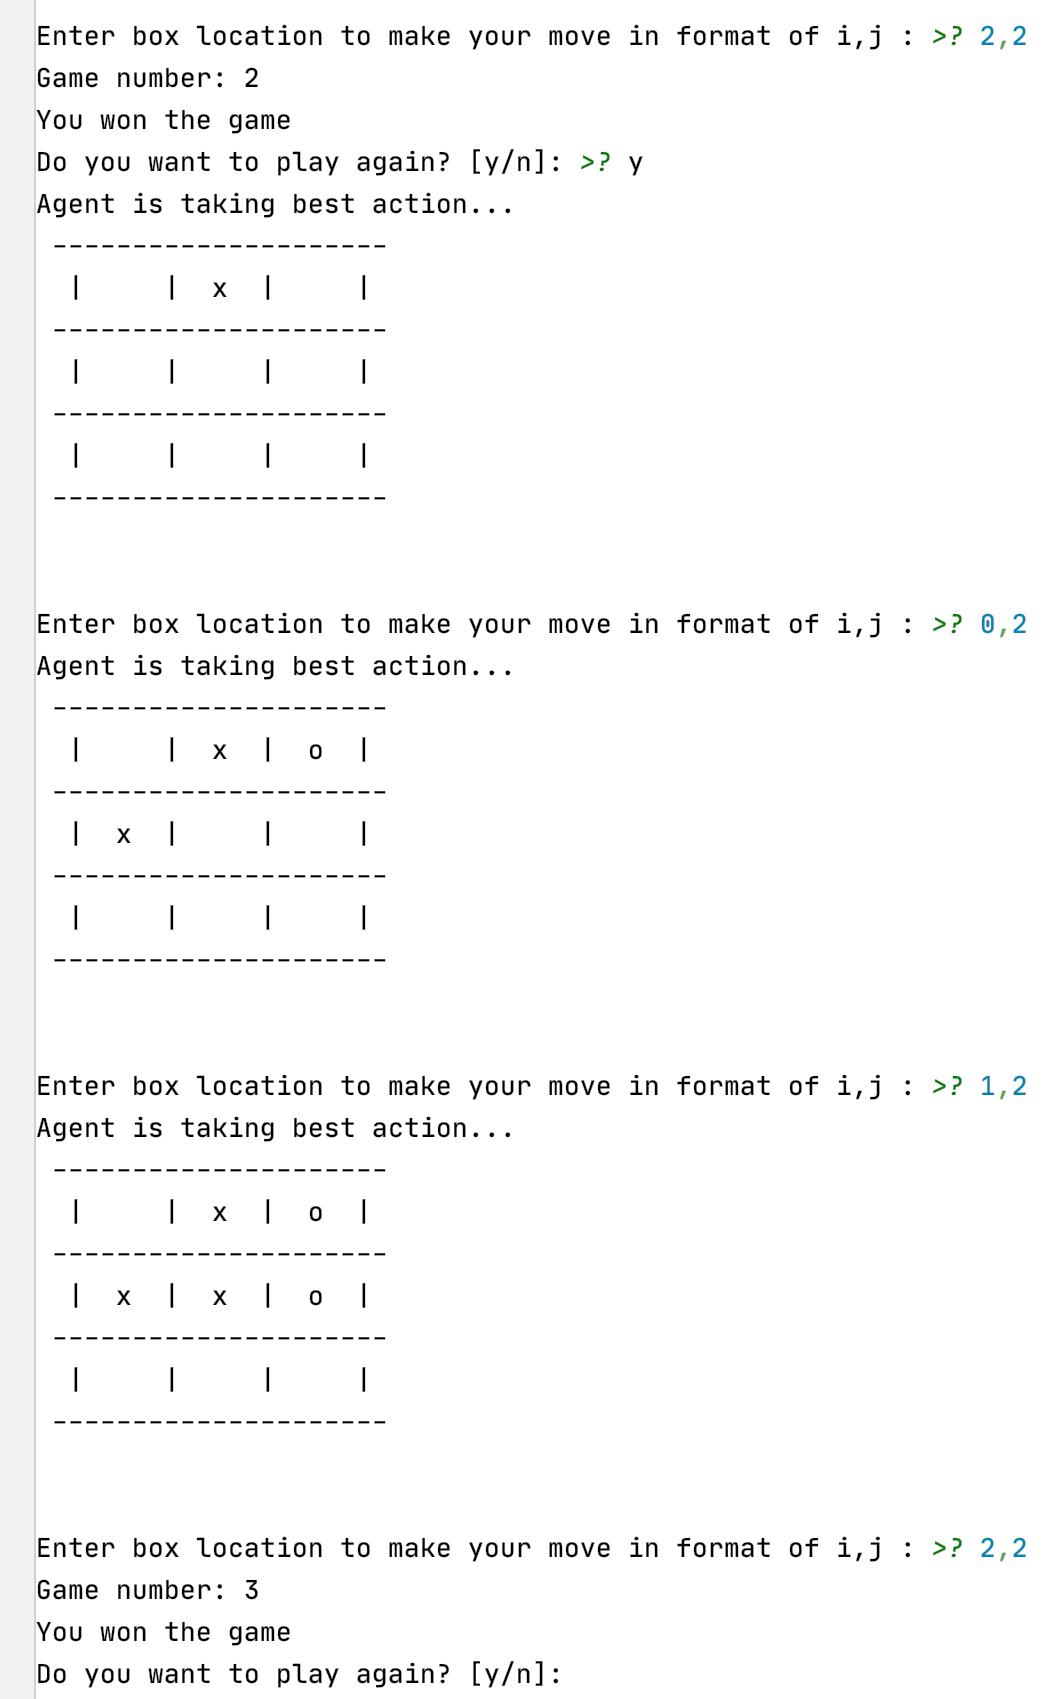 Enter box location to make your move in format of i,j : >? 2,2
Game number: 2
You won the game
Do you want to play again? [y/n]: >? y
Agent is taking best action...
---------------------
|     |  x  |     |
---------------------
|     |     |     |
---------------------
|     |     |     |
---------------------
Enter box location to make your move in format of i,j : >? 0,2
Agent is taking best action...
---------------------
|     |  x  |  o  |
---------------------
|  x  |     |     |
---------------------
|     |     |     |
---------------------
Enter box location to make your move in format of i,j : >? 1,2
Agent is taking best action...
---------------------
|     |  x  |  o  |
---------------------
|  x  |  x  |  o  |
---------------------
|     |     |     |
---------------------
Enter box location to make your move in format of i,j : >? 2,2
Game number: 3
You won the game
Do you want to play again? [y/n]: